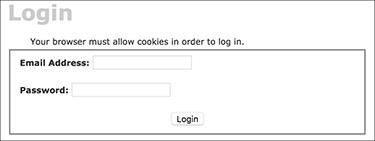 Login
Your browser must allow cookies in order to log in.
Email Address:
Password:
Login